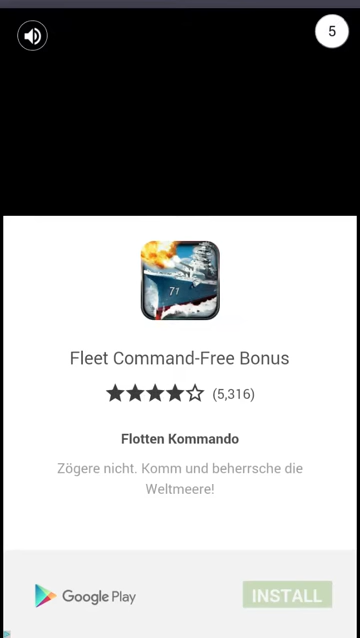 5
71
Fleet Command-Free Bonus
(5,316)
Flotten Kommando
Zögere nicht. Komm und beherrsche die
Weltmeere!
Google Play
INSTALL